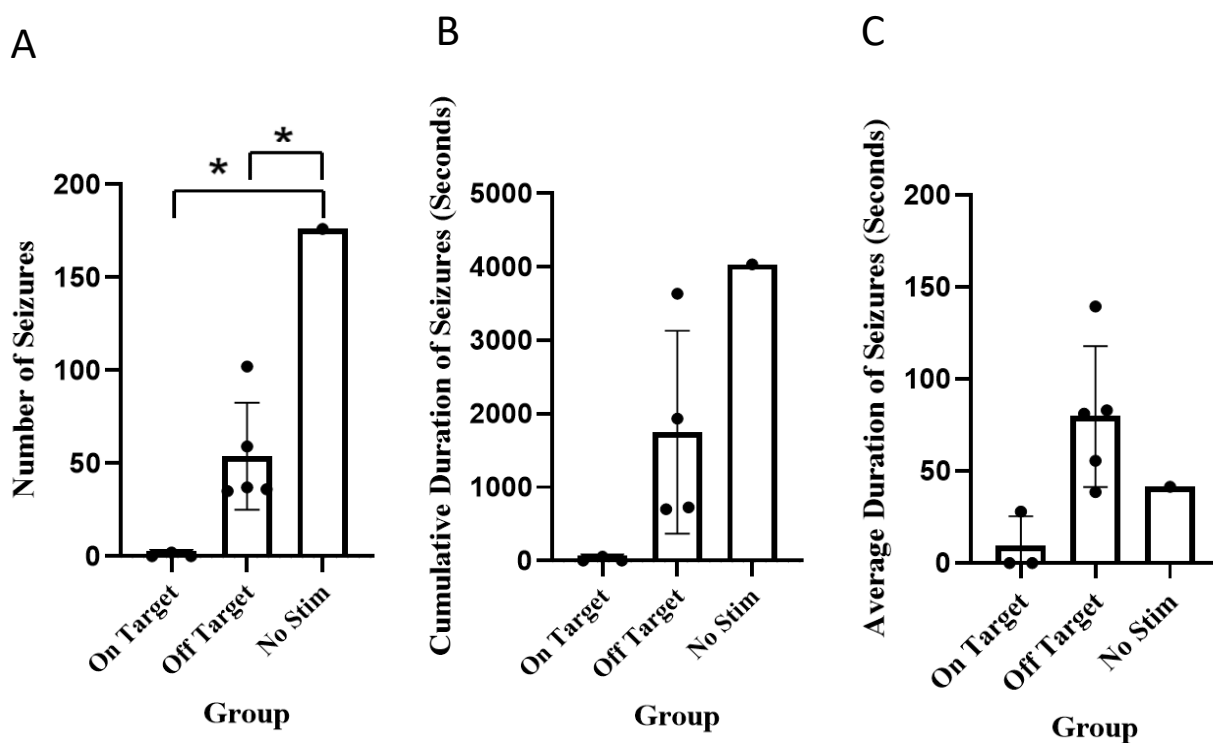 A
Number of Seizures
*
*
200
150
100
50
0
On Target
Off Target
No Stim
Group
B
Cumulative Duration of Seizures (Seconds)
5000
4000
3000
2000
1000
0
On Target
Off Target
No Stim
Group
C
Average Duration of Seizures (Seconds)
200
150
100
50
0
On Target
Off Target
No Stim
Group